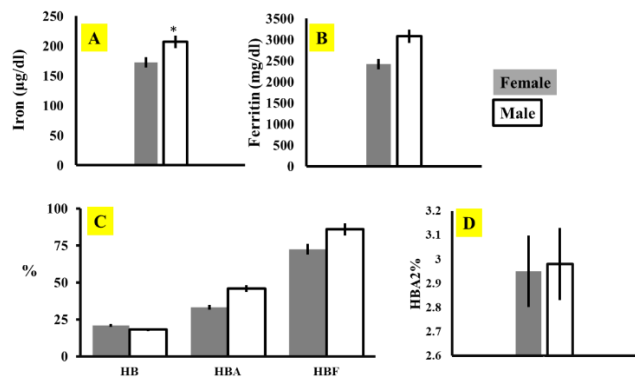 A
*
Iron (µg/dl)
250
200
150
100
50
0
B
Ferritin (mg/dl)
3500
3000
2500
2000
1500
1000
500
0
Female
Male
C
%
100
75
50
25
0
HB
HBA
HBF
D
HBA2%
3.2
3.1
3
2.9
2.8
2.7
2.6